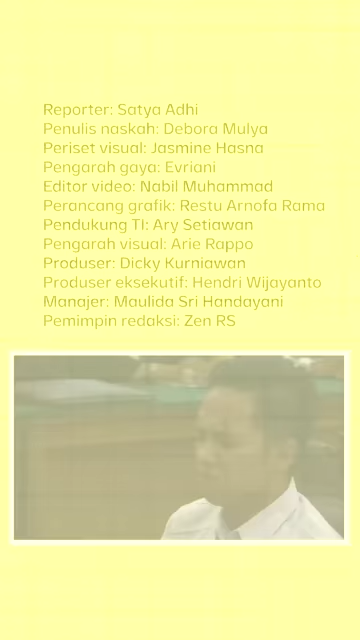 Reporter: Satya Adhi
Penulis naskah: Debora Mulya
Periset visual: Jasmine Hasna
Pengarah gaya: Evriani
Editor video: Nabil Muhammad
Perancang grafik: Restu Arnofa Rama
Pendukung TI: Ary Setiawan
Pengarah visual: Arie Rappo
Produser: Dicky Kurniawan
Produser eksekutif: Hendri Wijayanto
Manajer: Maulida Sri Handayani
Pemimpin redaksi: Zen RS